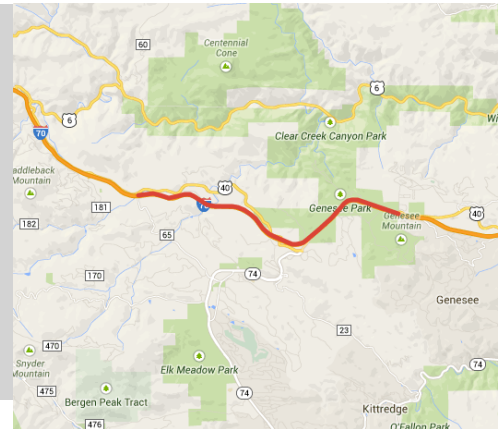 60
Centennial
Cone
6
6
70
Clear Creek Canyon Park
Wi
addleback
Mountain
40
181
Genesee Park
Genesee
Mountain
40
182
65
74
170
Genesee
23
470
Snyder
Mountain
Elk Meadow Park
74
475
Bergen Peak Tract
Kittredge
74
476
O'Fallon Park